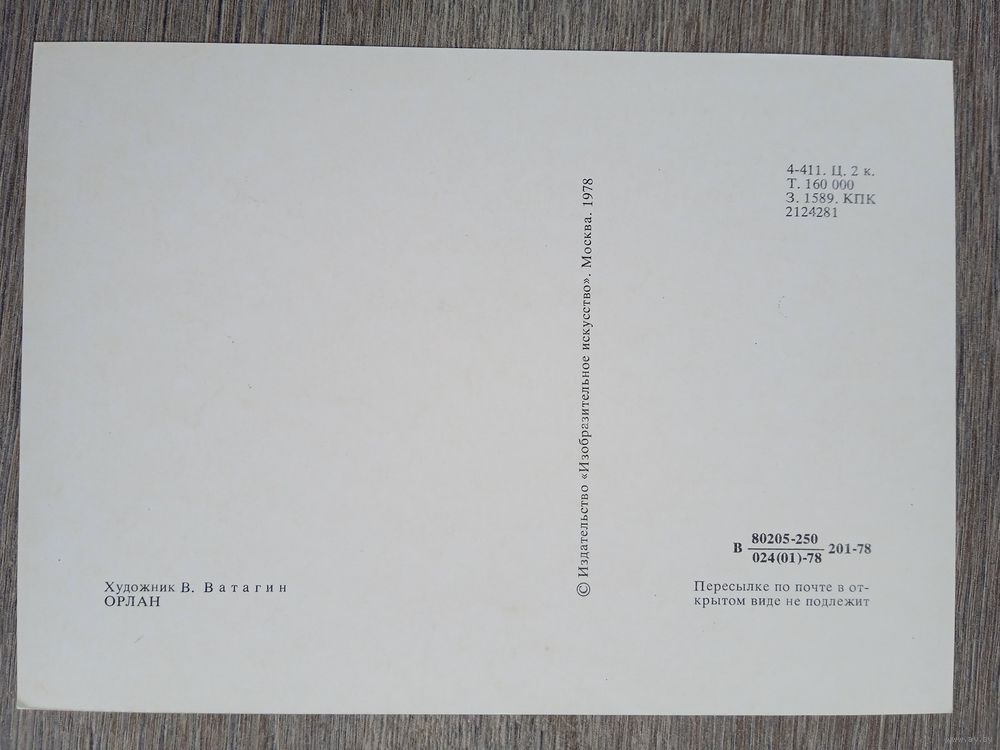 4-411. Ц. 2 к.
Т. 160 000
З. 1589. КПК
2124281
© Издательство «Изобразительное искусство». Москва. 1978
В 80205-250 201-78
024(01)-78
Художник В. Ватагин
ОРЛАН
Пересылке по почте в от-
крытом виде не подлежит